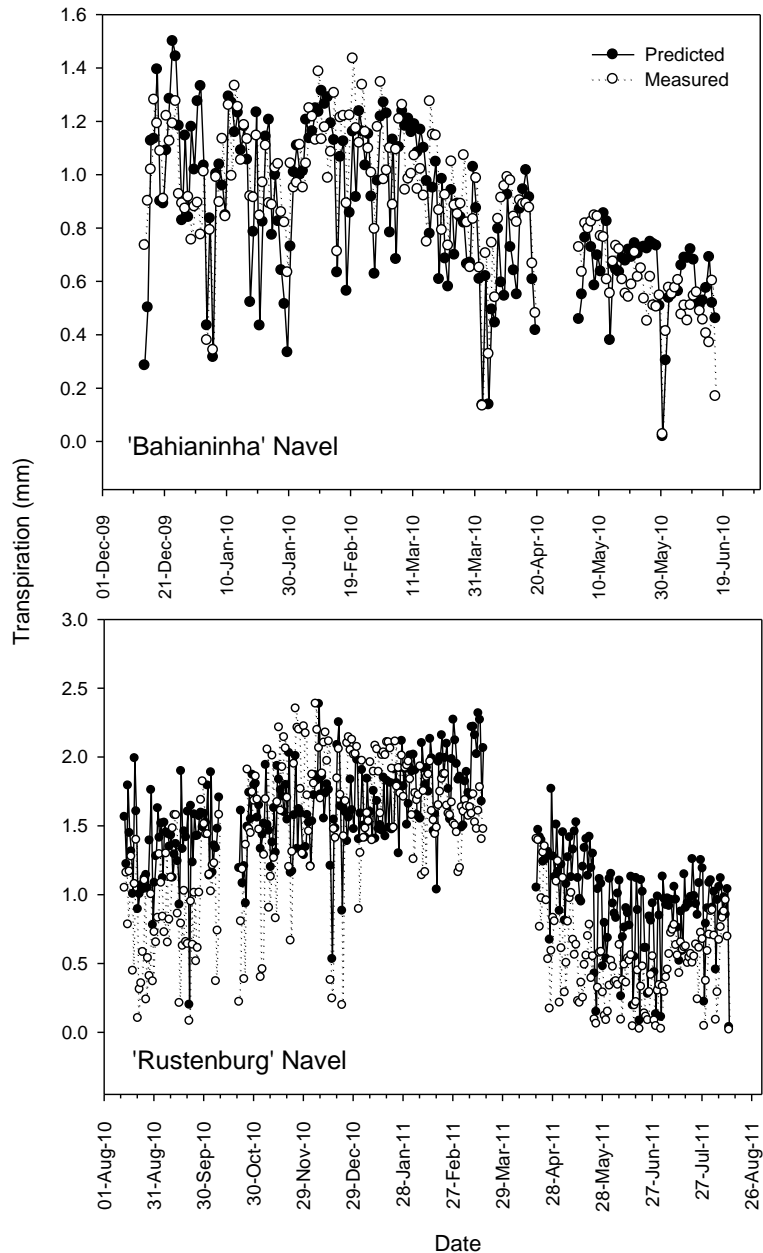 1.6
1.4
1.2
1.0
0.8
0.6
0.4
0.2
0.0
Predicted
Measured
'Bahianinha' Navel
01-Dec-09
21-Dec-09
10-Jan-10
30-Jan-10
19-Feb-10
11-Mar-10
31-Mar-10
20-Apr-10
10-May-10
30-May-10
19-Jun-10
Transpiration (mm)
3.0
2.5
2.0
1.5
1.0
0.5
0.0
'Rustenburg' Navel
01-Aug-10
31-Aug-10
30-Sep-10
30-Oct-10
29-Nov-10
29-Dec-10
28-Jan-11
27-Feb-11
29-Mar-11
28-Apr-11
28-May-11
27-Jun-11
27-Jul-11
26-Aug-11
Date